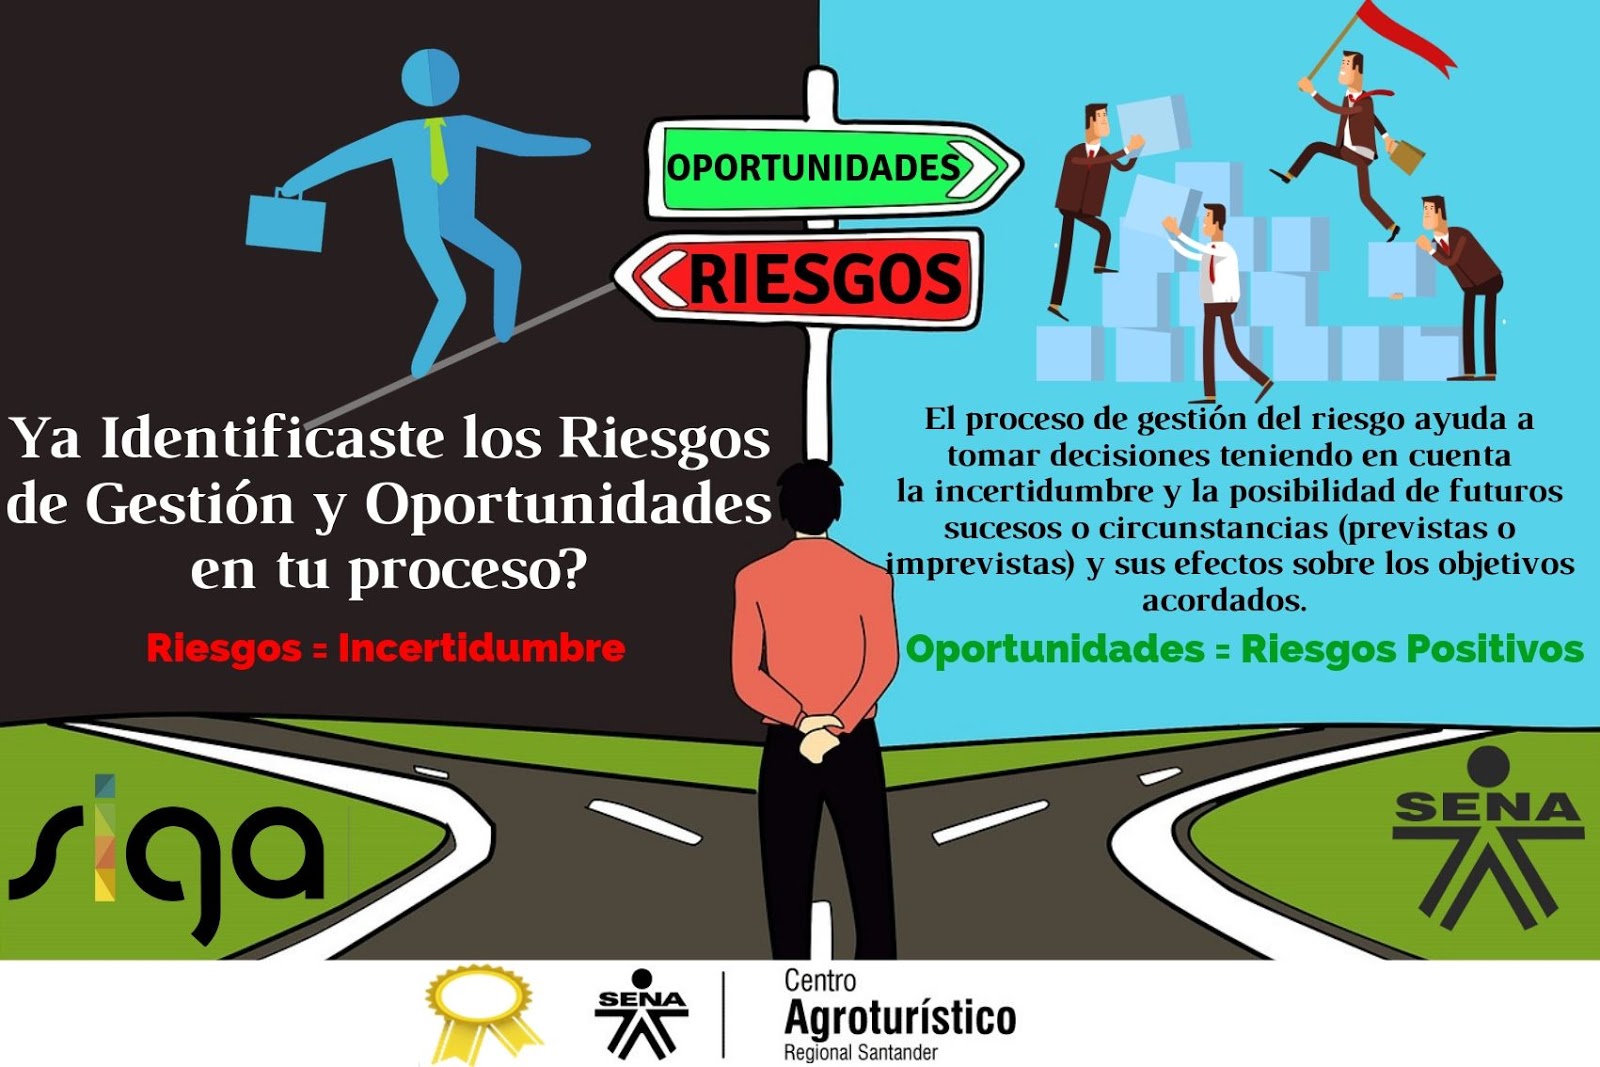 OPORTUNIDADES
RIESGOS
Ya Identificaste los Riesgos
de Gestión y Oportunidades
en tu proceso?
Riesgos = Incertidumbre
El proceso de gestión del riesgo ayuda a
tomar decisiones teniendo en cuenta
la incertidumbre y la posibilidad de futuros
sucesos o circunstancias (previstas o
imprevistas) y sus efectos sobre los objetivos
acordados.
Oportunidades = Riesgos Positivos
siga
SENA
SENA
Centro
Agroturístico
Regional Santander